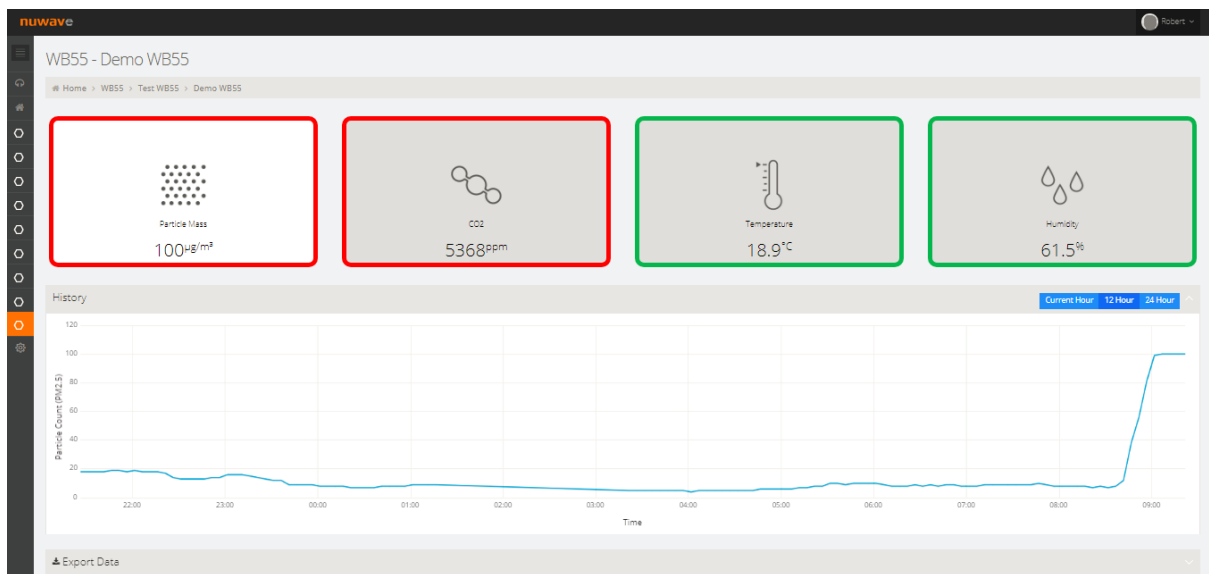 nuwave
Robert
WB55 - Demo WB55
Home > WB55 > Test WB55 > Demo WB55
Particle Mass
100µg/m³
CO2
5368ppm
Temperature
18.9°C
Humidity
61.5%
History
Current Hour 12 Hour 24 Hour
120
100
80
60
40
20
0
Particle Count (PM2.5)
22:00 23:00 00:00 01:00 02:00 03:00 04:00 05:00 06:00 07:00 08:00 09:00
Time
Export Data